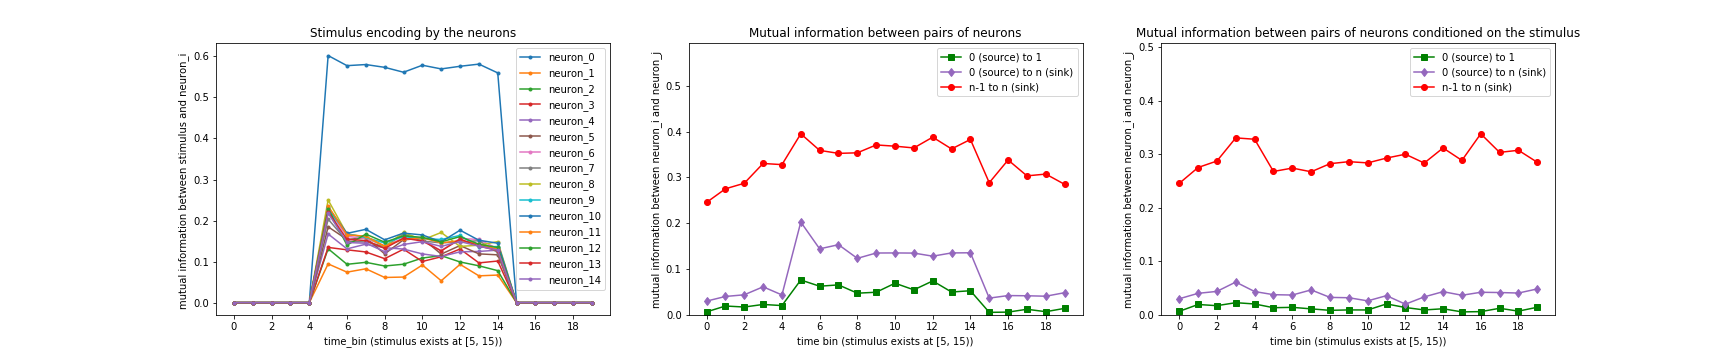 Stimulus encoding by the neurons
mutual information between stimulus and neuron_i
0.6
0.5
0.4
0.3
0.2
0.1
0.0
0 2 4 6 8 10 12 14 16 18
time_bin (stimulus exists at [5, 15))
neuron_0
neuron_1
neuron_2
neuron_3
neuron_4
neuron_5
neuron_6
neuron_7
neuron_8
neuron_9
neuron_10
neuron_11
neuron_12
neuron_13
neuron_14
Mutual information between pairs of neurons
mutual information between neuron_i and neuron_j
0.5
0.4
0.3
0.2
0.1
0.0
0 2 4 6 8 10 12 14 16 18
time bin (stimulus exists at [5, 15))
0 (source) to 1
0 (source) to n (sink)
n-1 to n (sink)
Mutual information between pairs of neurons conditioned on the stimulus
mutual information between neuron_i and neuron_j
0.5
0.4
0.3
0.2
0.1
0.0
0 2 4 6 8 10 12 14 16 18
time bin (stimulus exists at [5, 15))
0 (source) to 1
0 (source) to n (sink)
n-1 to n (sink)